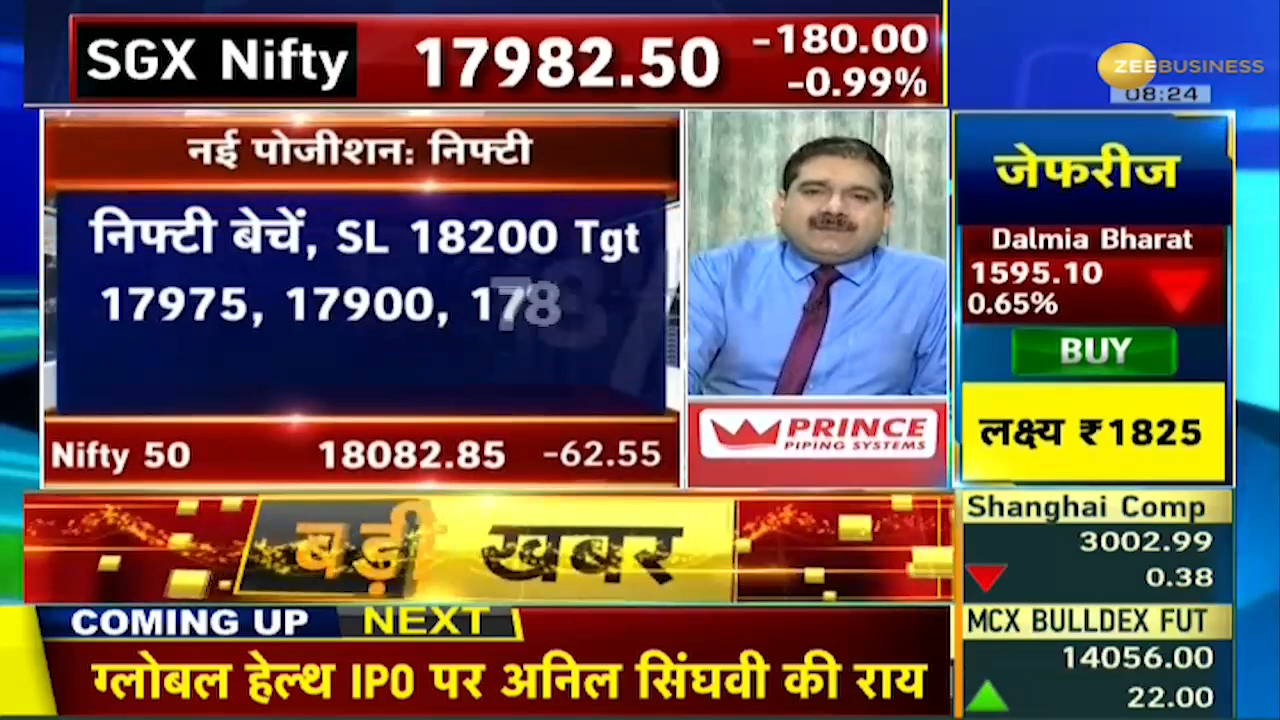 SGX Nifty 17982.50 -180.00
-0.99%
ZEEBUSINESS
08:24
नई पोजीशन: निफ्टी
निफ्टी बेचें, SL 18200 Tgt
17975, 17900, 178
Nifty 50 18082.85 -62.55
PRINCE
PIPING SYSTEMS
जेफरीज
Dalmia Bharat
1595.10
0.65%
BUY
लक्ष्य ₹1825
बड़ी खबर
Shanghai Comp
3002.99
0.38
MCX BULLDEX FUT
14056.00
22.00
COMING UP NEXT
ग्लोबल हेल्थ IPO पर अनिल सिंघवी की राय